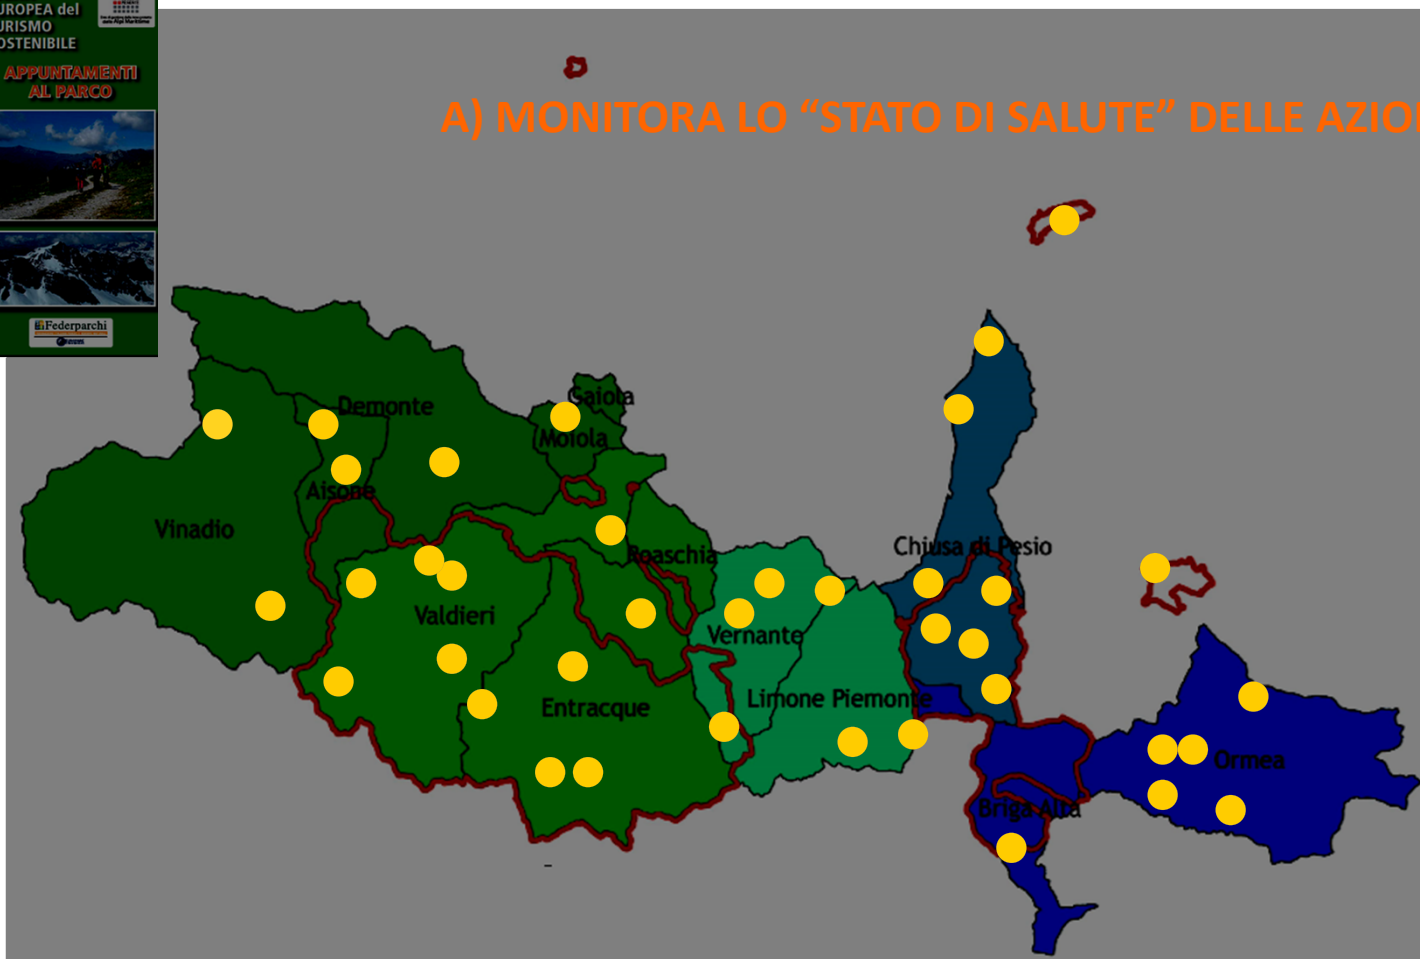 UROPEA del
URISMO
OSTENIBILE
APPUNTAMENTI
AL PARCO
Federparchi
A) MONITORA LO “STATO DI SALUTE” DELLE AZIO
Gaiola
Demonte
Moiola
Aisone
Vinadio
Roaschia
Chiusa di Pesio
Valdieri
Vernante
Limone Piemonte
Entracque
Ormea
Briga Alta